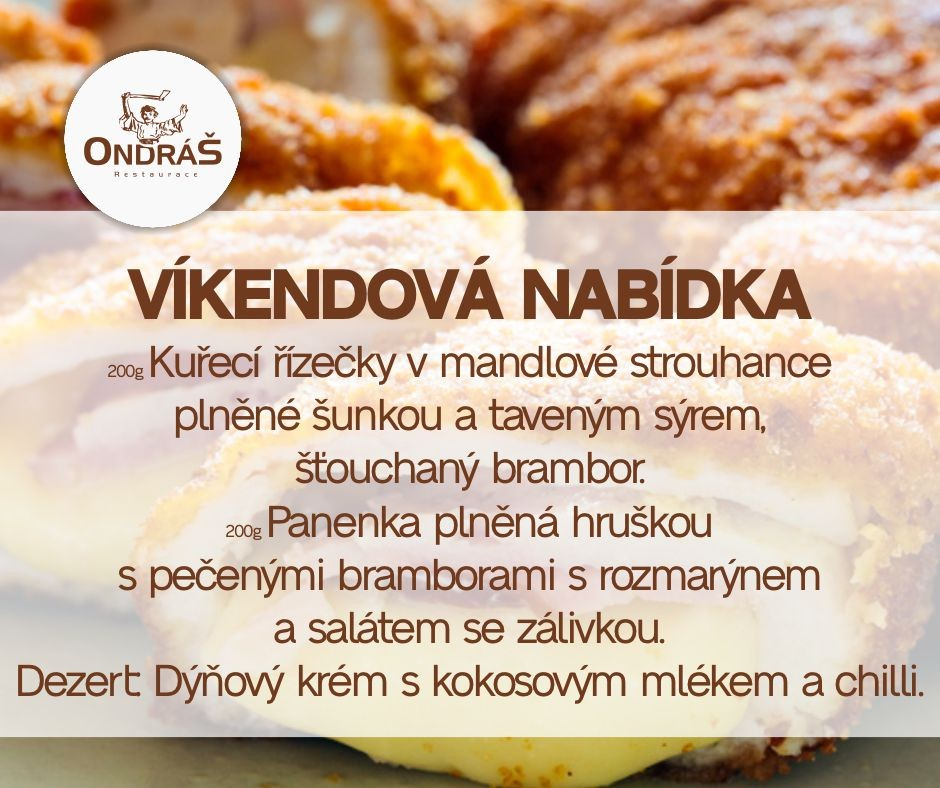 ONDRÁŠ
Restaurace
VÍKENDOVÁ NABÍDKA
200g Kuřecí řízečky v mandlové strouhance
plněné šunkou a taveným sýrem,
šťouchaný brambor.
200g Panenka plněná hruškou
s pečenými bramborami s rozmarýnem
a salátem se zálivkou.
Dezert: Dýňový krém s kokosovým mlékem a chilli.